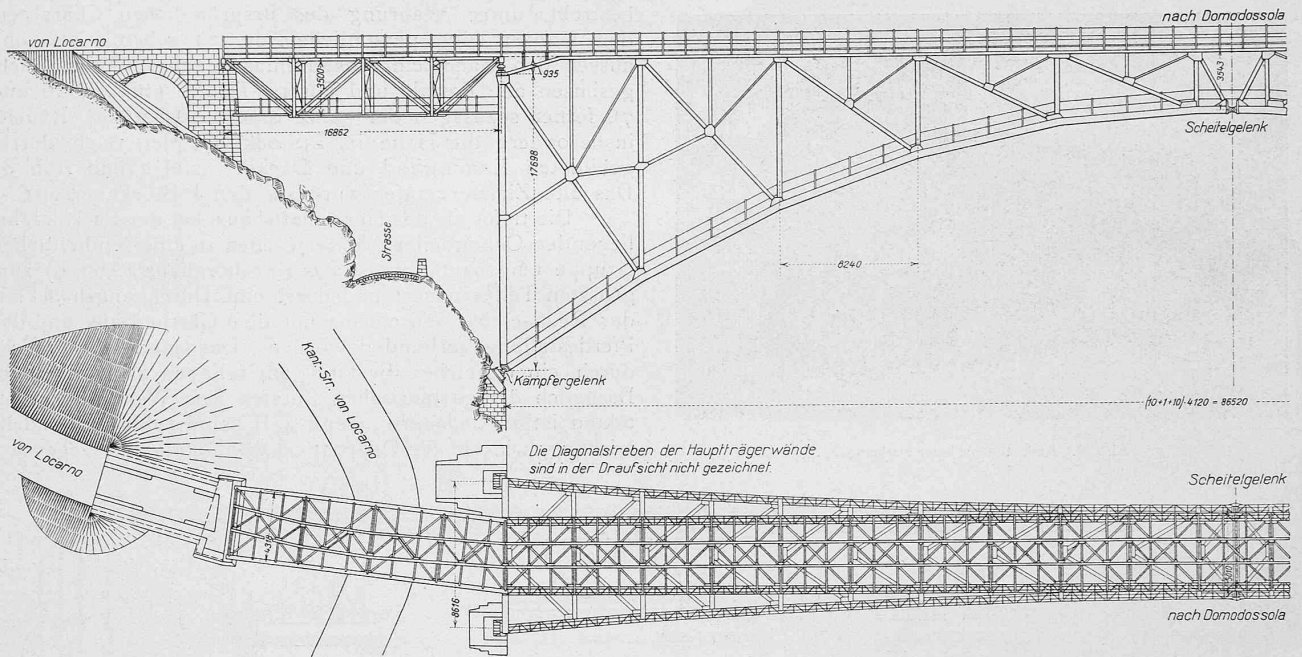 von Locarno
nach Domodossola
3500
935
3543
16862
17698
Scheitelgelenk
Strasse
8240
Kämpfergelenk
(10+1+10)·4120 = 86520
Kant.-Str. von Locarno
von Locarno
Die Diagonalstreben der Hauptträgerwände
sind in der Draufsicht nicht gezeichnet.
Scheitelgelenk
8616
nach Domodossola